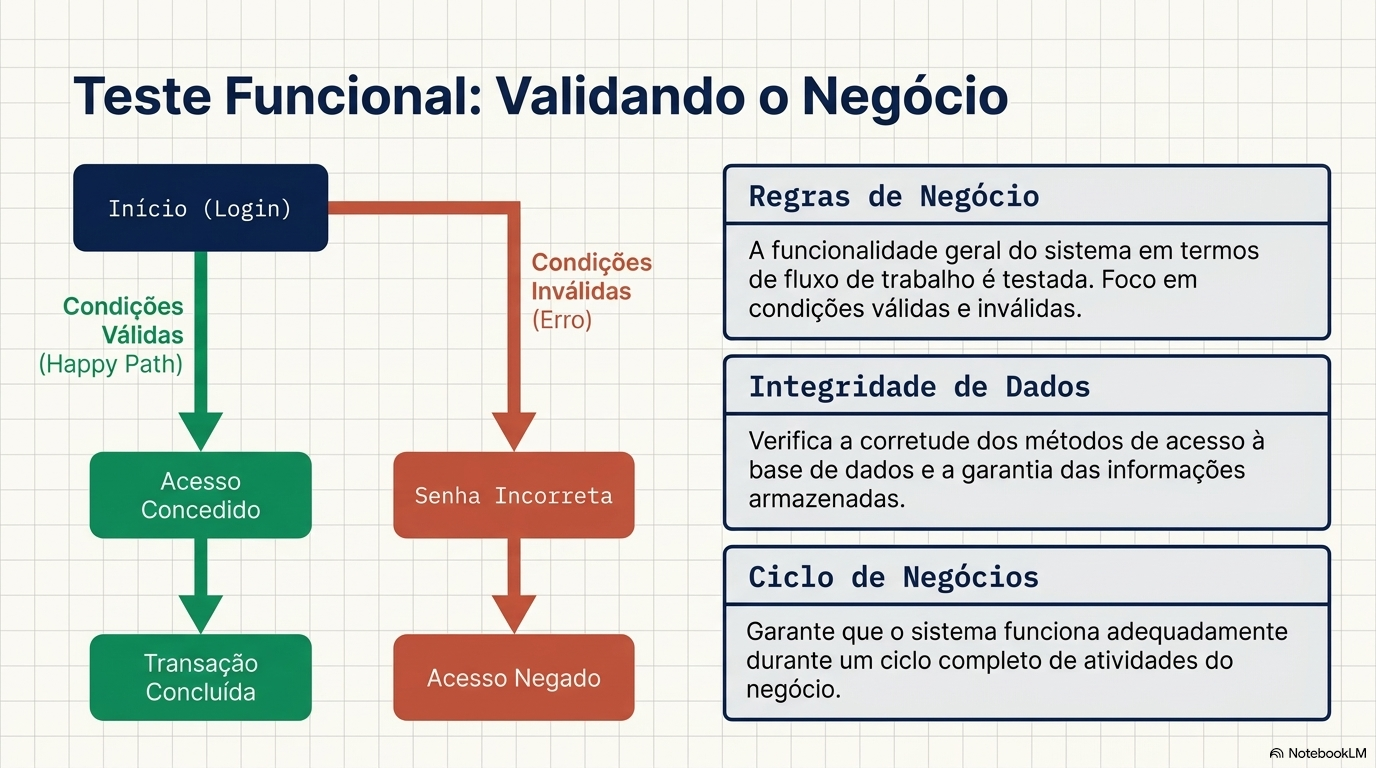 Teste Funcional: Validando o Negócio
Início (Login)
Condições
Válidas
(Happy Path)
Condições
Inválidas
(Erro)
Acesso
Concedido
Senha Incorreta
Transação
Concluída
Acesso Negado
Regras de Negócio
A funcionalidade geral do sistema em termos
de fluxo de trabalho é testada. Foco em
condições válidas e inválidas.
Integridade de Dados
Verifica a corretude dos métodos de acesso à
base de dados e a garantia das informações
armazenadas.
Ciclo de Negócios
Garante que o sistema funciona adequadamente
durante um ciclo completo de atividades do
negócio.
NotebookLM